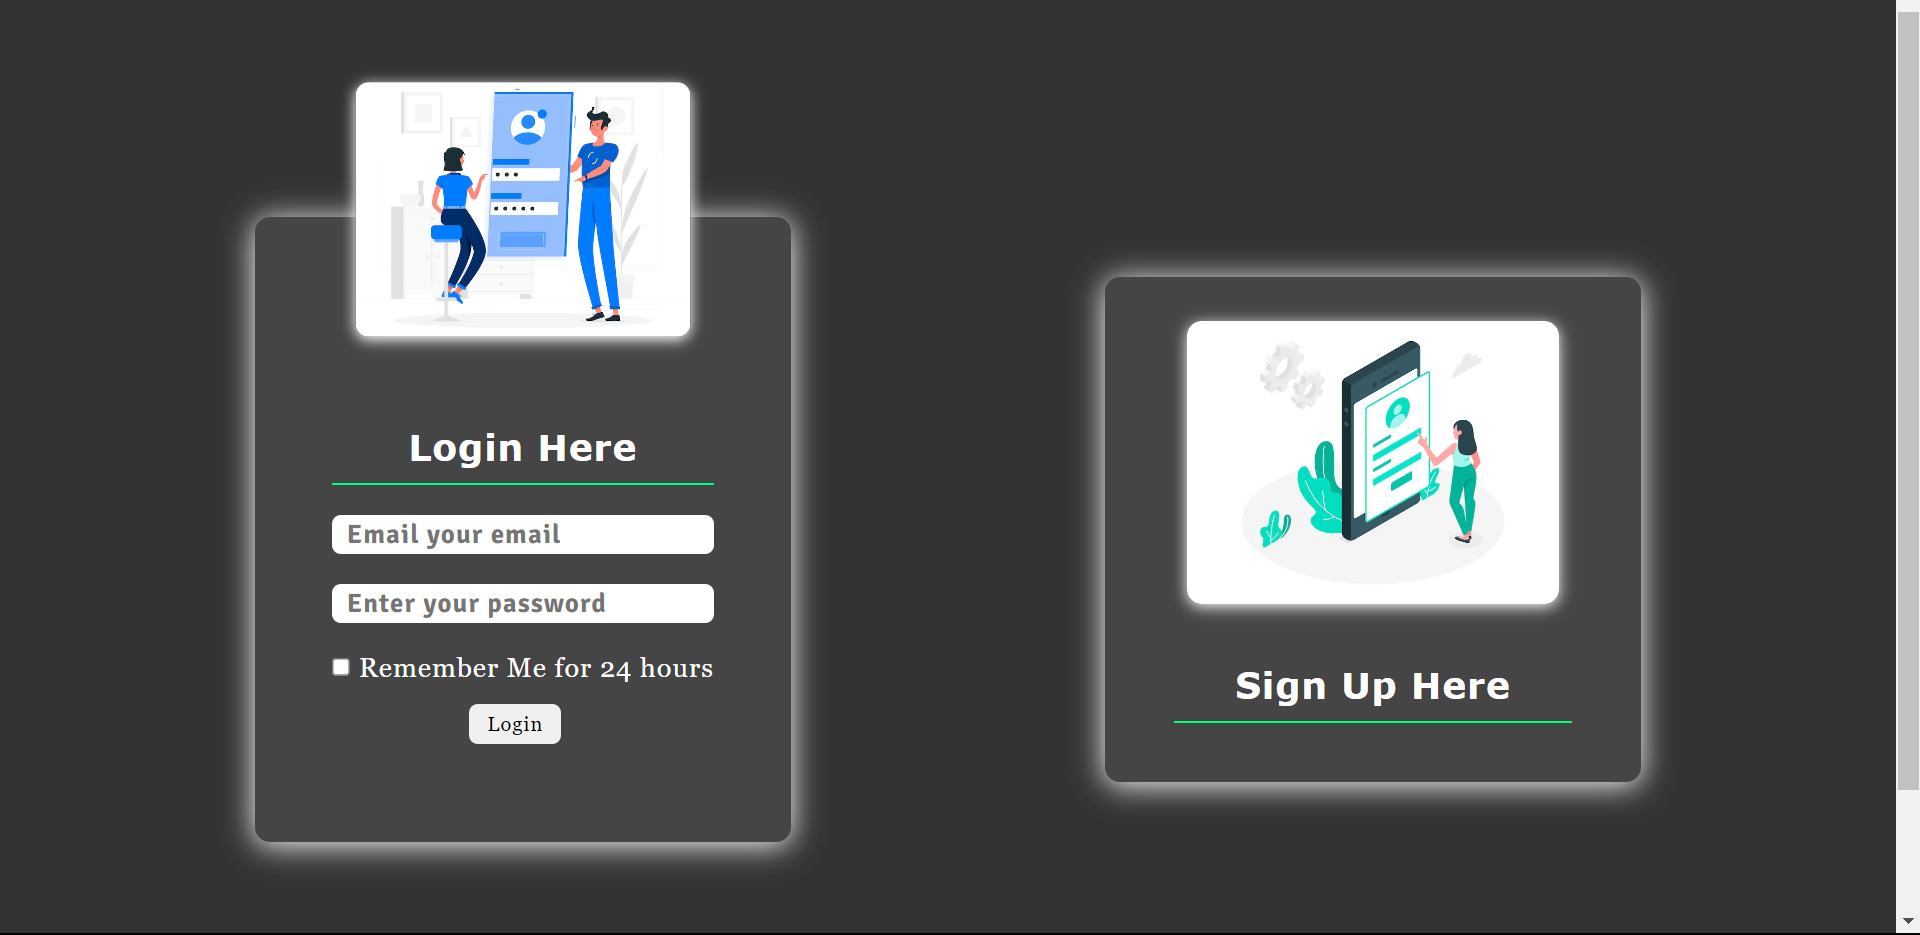 Login Here
Email your email
Enter your password
Remember Me for 24 hours
Login
Sign Up Here